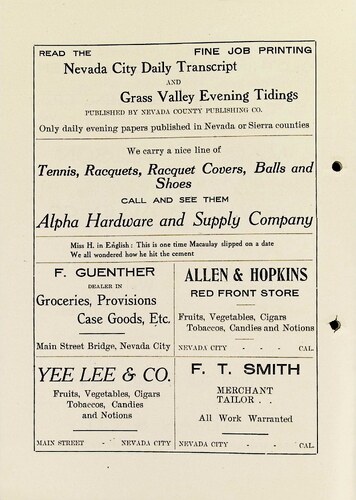 READ THE FINE JOB PRINTING
Nevada City Daily Transcript
AND
Grass Valley Evening Tidings
PUBLISHED BY NEVADA COUNTY PUBLISHING CO.
Only daily evening papers published in Nevada or Sierra counties
We carry a nice line of
Tennis, Racquets, Racquet Covers, Balls and
Shoes
CALL AND SEE THEM
Alpha Hardware and Supply Company
Miss H. in English: This is one time Macaulay slipped on a date
We all wondered how he hit the cement
F. GUENTHER
DEALER IN
Groceries, Provisions
Case Goods, Etc.
Main Street Bridge, Nevada City
ALLEN & HOPKINS
RED FRONT STORE
Fruits, Vegetables, Cigars
Tobaccos, Candies and Notions
NEVADA CITY - - - CAL.
YEE LEE & CO.
Fruits, Vegetables, Cigars
Tobaccos, Candies
and Notions
MAIN STREET - NEVADA CITY
F. T. SMITH
MERCHANT
TAILOR . .
All Work Warranted
NEVADA CITY - - CAL.